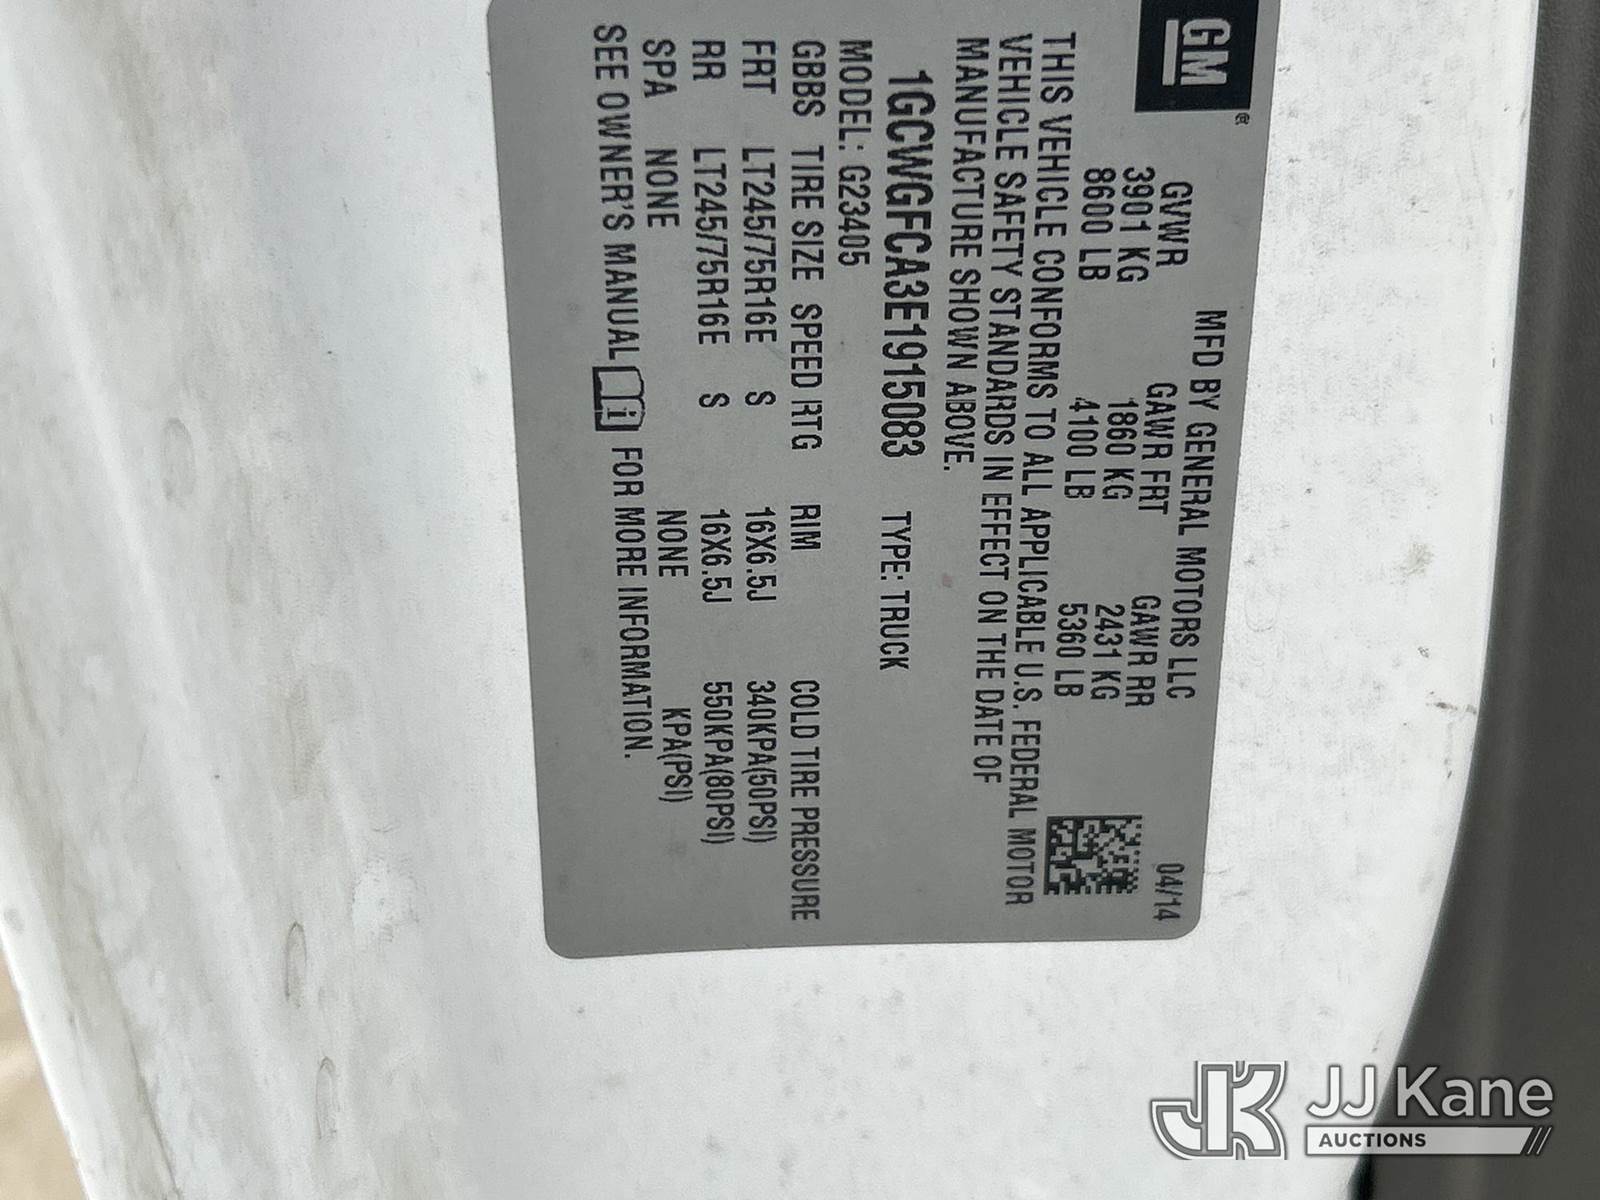 GM
MFD BY GENERAL MOTORS LLC 04/14
GVWR GAWR FRT GAWR RR
3901 KG 1860 KG 2431 KG
8600 LB 4100 LB 5360 LB
THIS VEHICLE CONFORMS TO ALL APPLICABLE U.S. FEDERAL MOTOR
VEHICLE SAFETY STANDARDS IN EFFECT ON THE DATE OF
MANUFACTURE SHOWN ABOVE.
1GCWGFCA3E1915083 TYPE: TRUCK
MODEL: G23405
GBBS TIRE SIZE SPEED RTG RIM COLD TIRE PRESSURE
FRT LT245/75R16E S 16X6.5J 340KPA(50PSI)
RR LT245/75R16E S 16X6.5J 550KPA(80PSI)
SPA NONE NONE KPA(PSI)
SEE OWNER'S MANUAL FOR MORE INFORMATION.
JK JJ Kane
AUCTIONS